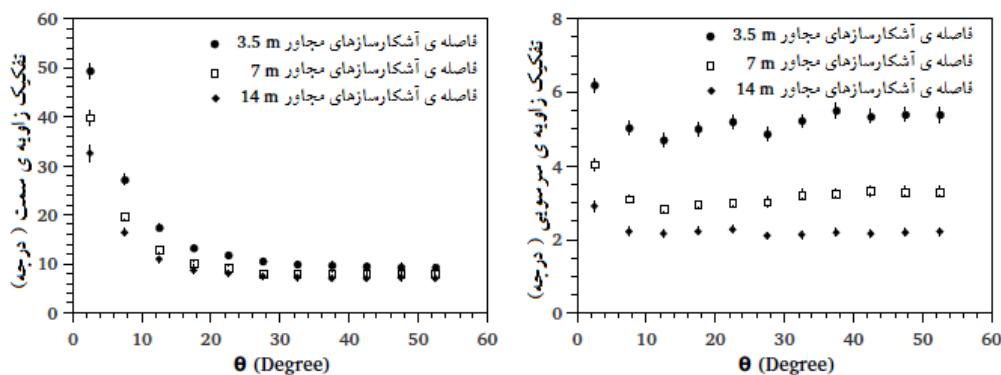 تفکیک زاویه ی سمت (درجه)
60
50
40
30
20
10
0
فاصله ی آشکارسازهای مجاور 3.5 m
فاصله ی آشکارسازهای مجاور 7 m
فاصله ی آشکارسازهای مجاور 14 m
0 10 20 30 40 50 60
θ (Degree)
تفکیک زاویه ی سرسویی (درجه)
8
6
4
2
0
فاصله ی آشکارسازهای مجاور 3.5 m
فاصله ی آشکارسازهای مجاور 7 m
فاصله ی آشکارسازهای مجاور 14 m
0 10 20 30 40 50 60
θ (Degree)